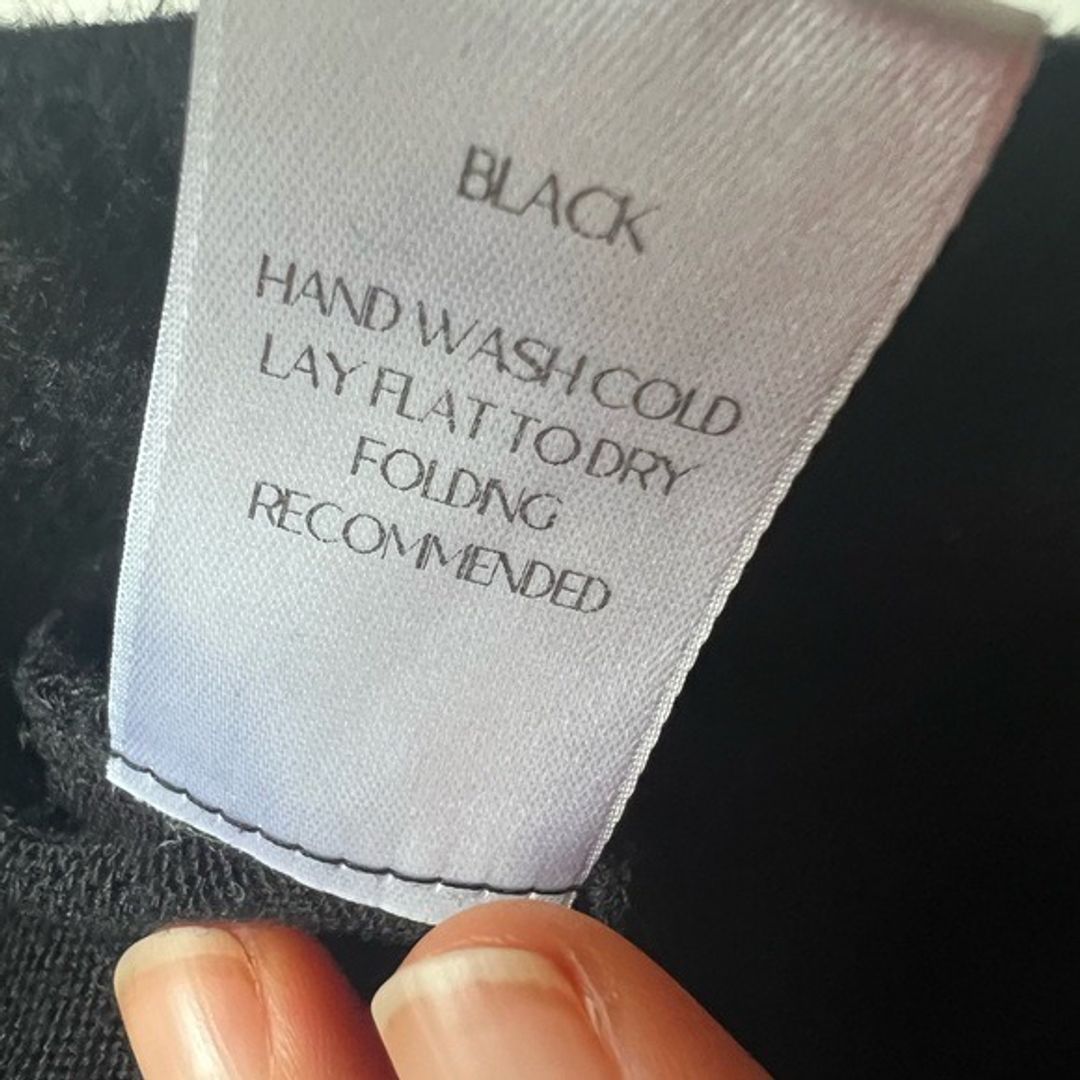 BLACK
HAND WASH COLD
LAY FLAT TO DRY
FOLDING
RECOMMENDED